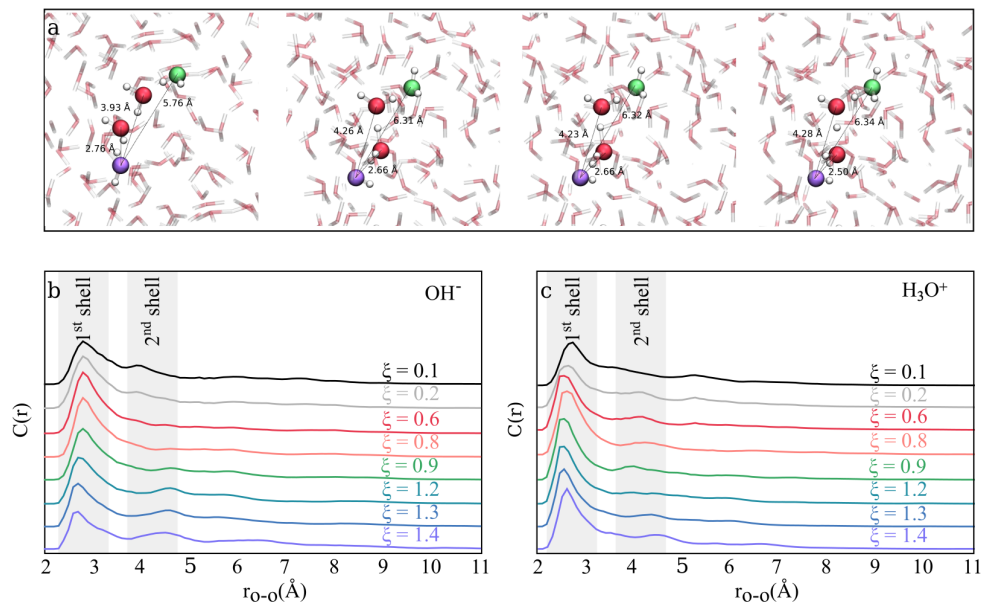 a
3.93 Å
5.76 Å
2.76 Å
4.26 Å
6.31 Å
2.66 Å
4.23 Å
6.32 Å
2.66 Å
4.28 Å
6.34 Å
2.50 Å
b
1st shell
2nd shell
OH-
ξ = 0.1
ξ = 0.2
ξ = 0.6
ξ = 0.8
ξ = 0.9
ξ = 1.2
ξ = 1.3
ξ = 1.4
C(r)
2 3 4 5 6 7 8 9 10 11
rO-O(Å)
c
1st shell
2nd shell
H3O+
ξ = 0.1
ξ = 0.2
ξ = 0.6
ξ = 0.8
ξ = 0.9
ξ = 1.2
ξ = 1.3
ξ = 1.4
C(r)
2 3 4 5 6 7 8 9 10 11
rO-O(Å)